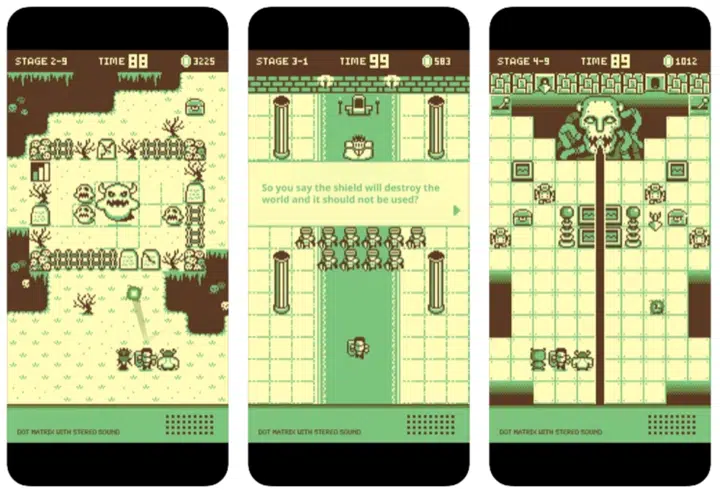 STAGE 2-9 TIME 88 3225
DOT MATRIX WITH STEREO SOUND
STAGE 3-1 TIME 99 583
So you say the shield will destroy the
world and it should not be used?
DOT MATRIX WITH STEREO SOUND
STAGE 4-9 TIME 89 1012
DOT MATRIX WITH STEREO SOUND